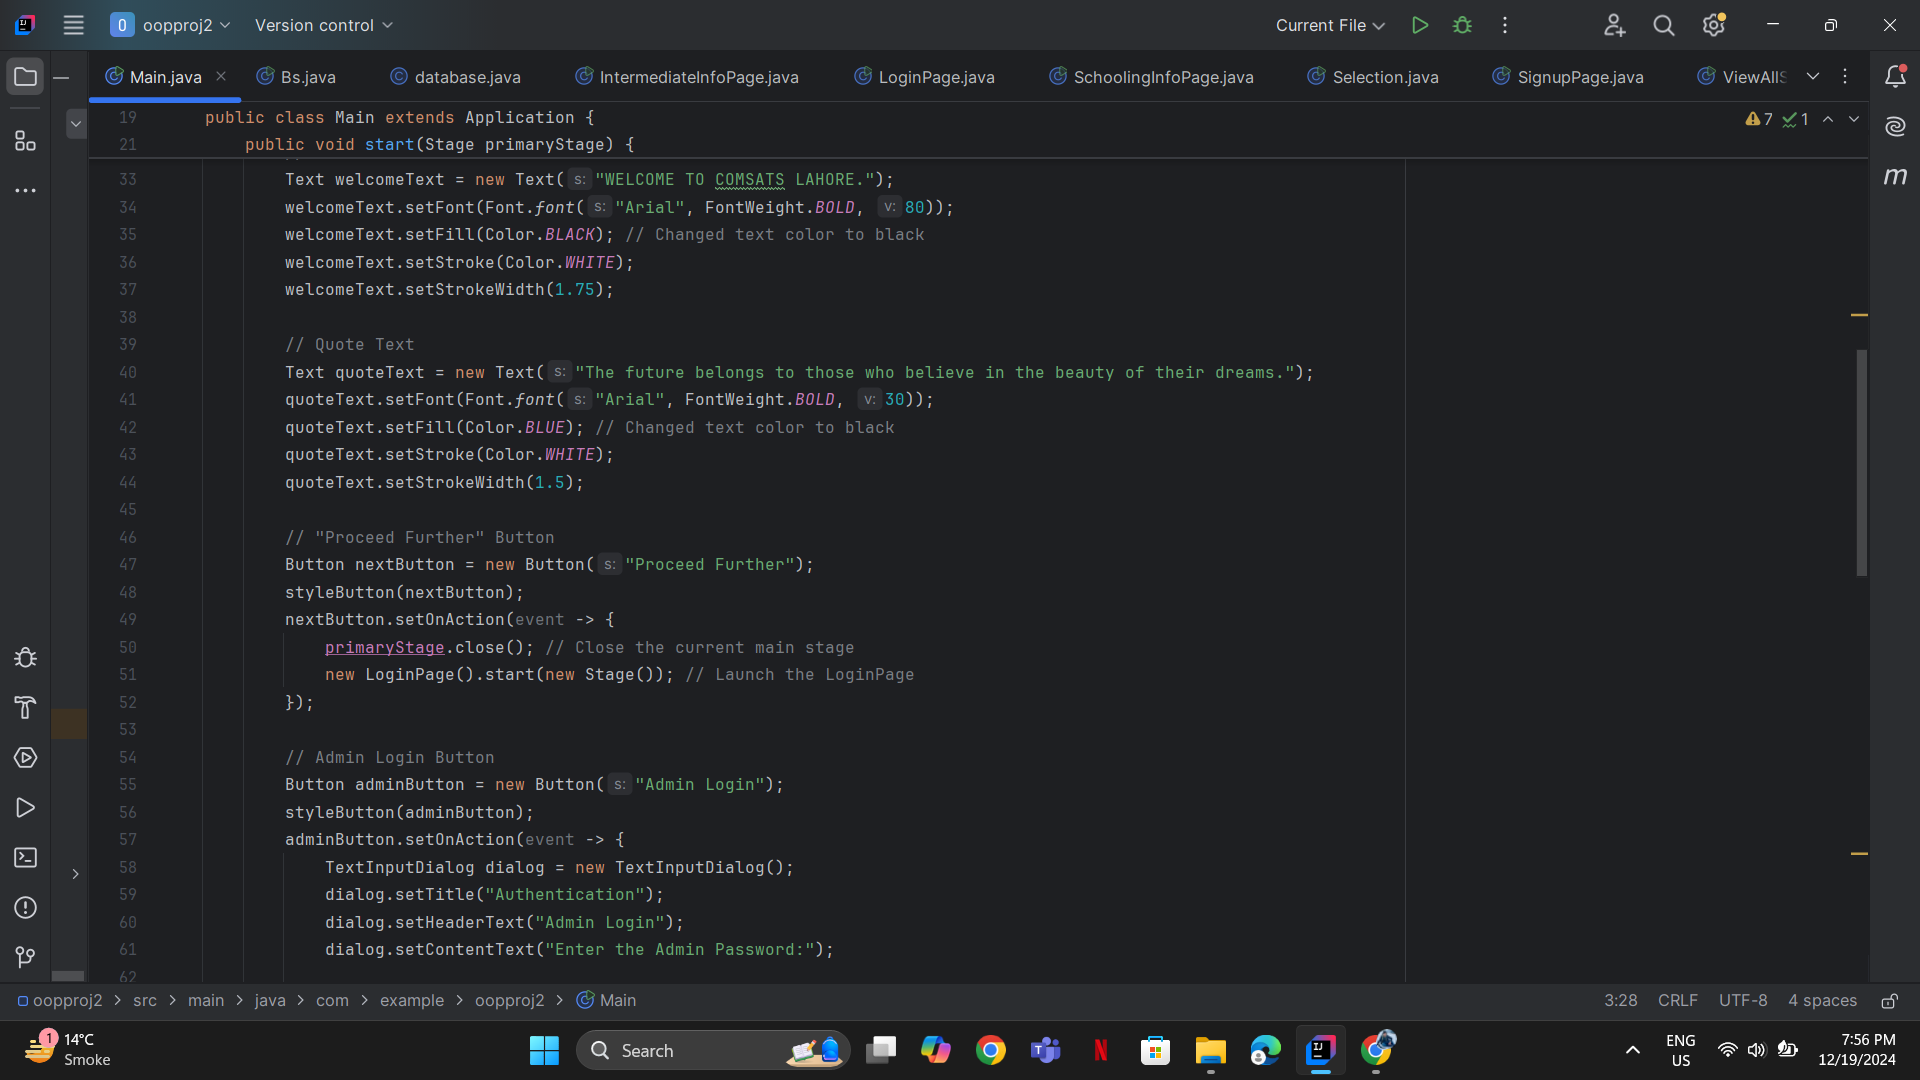 oopproj2 Version control Current File
Main.java Bs.java database.java IntermediateInfoPage.java LoginPage.java SchoolingInfoPage.java Selection.java SignupPage.java ViewAllS
19 public class Main extends Application { 7 1
21 public void start(Stage primaryStage) {
33 Text welcomeText = new Text( s: "WELCOME TO COMSATS LAHORE.");
34 welcomeText.setFont(Font.font( s: "Arial", FontWeight.BOLD, v: 80));
35 welcomeText.setFill(Color.BLACK); // Changed text color to black
36 welcomeText.setStroke(Color.WHITE);
37 welcomeText.setStrokeWidth(1.75);
38
39 // Quote Text
40 Text quoteText = new Text( s: "The future belongs to those who believe in the beauty of their dreams.");
41 quoteText.setFont(Font.font( s: "Arial", FontWeight.BOLD, v: 30));
42 quoteText.setFill(Color.BLUE); // Changed text color to black
43 quoteText.setStroke(Color.WHITE);
44 quoteText.setStrokeWidth(1.5);
45
46 // "Proceed Further" Button
47 Button nextButton = new Button( s: "Proceed Further");
48 styleButton(nextButton);
49 nextButton.setOnAction(event -> {
50 primaryStage.close(); // Close the current main stage
51 new LoginPage().start(new Stage()); // Launch the LoginPage
52 });
53
54 // Admin Login Button
55 Button adminButton = new Button( s: "Admin Login");
56 styleButton(adminButton);
57 adminButton.setOnAction(event -> {
58 TextInputDialog dialog = new TextInputDialog();
59 dialog.setTitle("Authentication");
60 dialog.setHeaderText("Admin Login");
61 dialog.setContentText("Enter the Admin Password:");
62
oopproj2 > src > main > java > com > example > oopproj2 > Main 3:28 CRLF UTF-8 4 spaces
1 14°C Search ENG 7:56 PM
Smoke US 12/19/2024